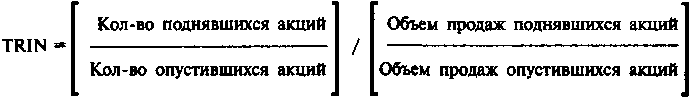 TRIN = [Кол-во поднявшихся акций / Кол-во опустившихся акций] / [Объем продаж поднявшихся акций / Объем продаж опустившихся акций]